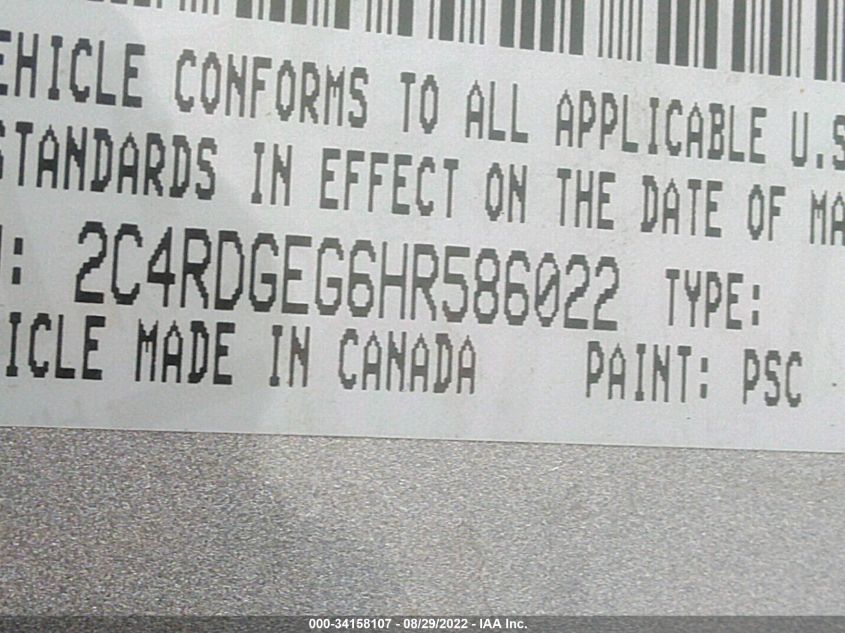 EHICLE CONFORMS TO ALL APPLICABLE U.S
STANDARDS IN EFFECT ON THE DATE OF MA
: 2C4RDGEG6HR586022 TYPE:
ICLE MADE IN CANADA PAINT: PSC
000-34158107 - 08/29/2022 - IAA Inc.